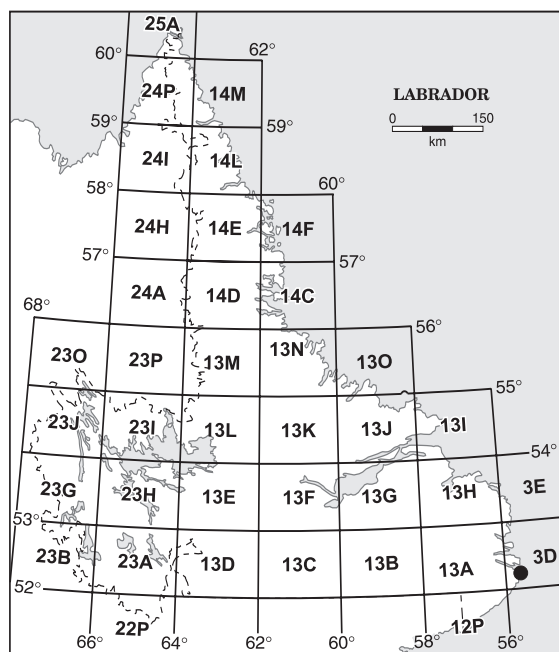 25A
60°
62°
24P
14M
LABRADOR
0 150
km
59°
59°
24I
14L
58°
60°
24H
14E
14F
57°
57°
24A
14D
14C
68°
56°
23O
23P
13M
13N
13O
55°
23J
23I
13L
13K
13J
13I
54°
23G
23H
13E
13F
13G
13H
3E
53°
23B
23A
13D
13C
13B
13A
3D
52°
22P
12P
66° 64° 62° 60° 58° 56°